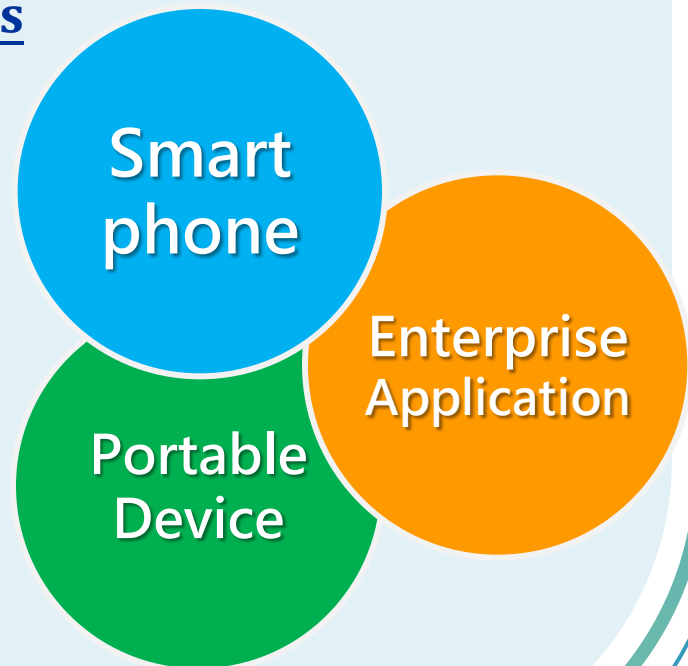 s
Smart
phone
Enterprise
Application
Portable
Device